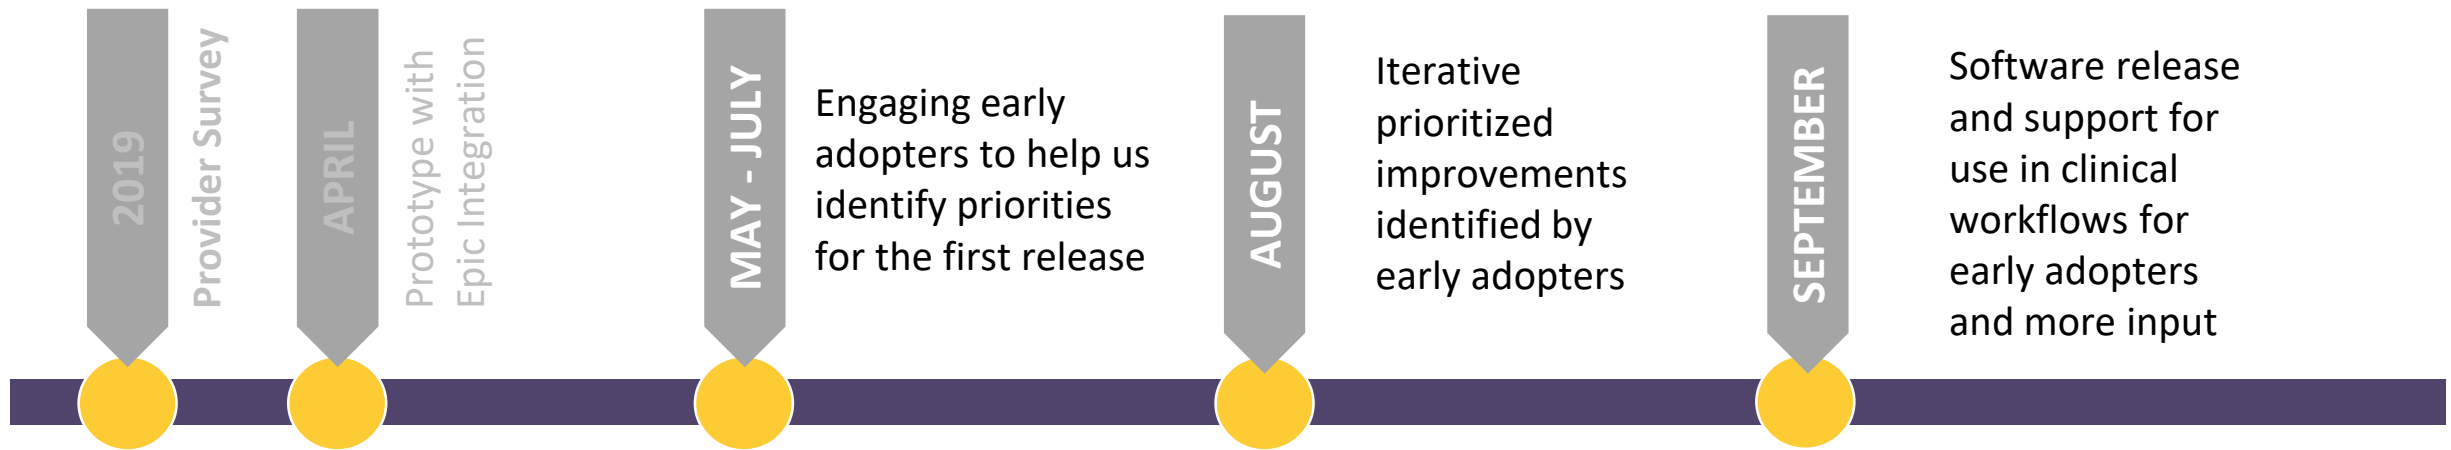 2019
Provider Survey
APRIL
Prototype with
Epic Integration
MAY - JULY
Engaging early
adopters to help us
identify priorities
for the first release
AUGUST
Iterative
prioritized
improvements
identified by
early adopters
SEPTEMBER
Software release
and support for
use in clinical
workflows for
early adopters
and more input